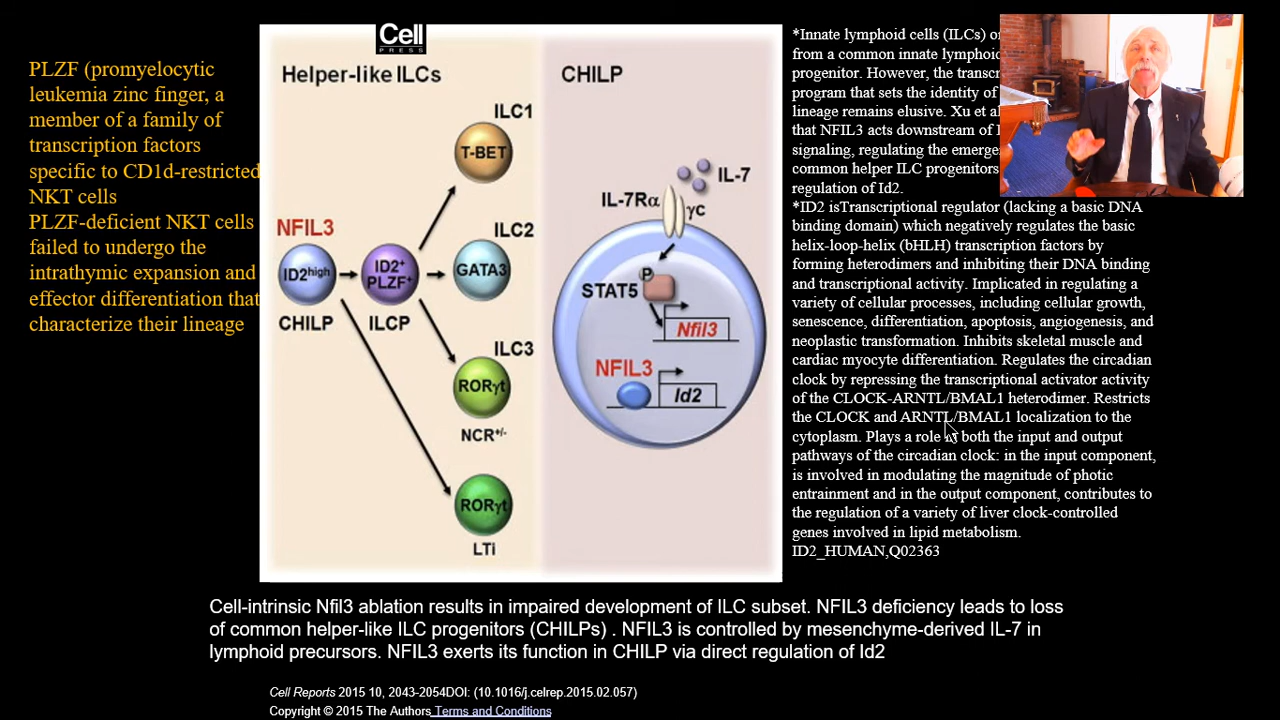 PLZF (promyelocytic
leukemia zinc finger, a
member of a family of
transcription factors
specific to CD1d-restricted
NKT cells
PLZF-deficient NKT cells
failed to undergo the
intrathymic expansion and
effector differentiation that
characterize their lineage
Cell
PRESS
Helper-like ILCs
ILC1
T-BET
NFIL3
ID2high
CHILP
ID2+
PLZF+
ILCP
ILC2
GATA3
ILC3
RORγt
NCR+/-
RORγt
LTi
CHILP
IL-7
IL-7Rα
γc
P
STAT5
Nfil3
NFIL3
Id2
*Innate lymphoid cells (ILCs)
from a common innate lymphoid
progenitor. However, the
program that sets the identity of
lineage remains elusive. Xu et
that NFIL3 acts downstream of
signaling, regulating the
common helper ILC progenitors
regulation of Id2.
*ID2 isTranscriptional regulator (lacking a basic DNA
binding domain) which negatively regulates the basic
helix-loop-helix (bHLH) transcription factors by
forming heterodimers and inhibiting their DNA binding
and transcriptional activity. Implicated in regulating a
variety of cellular processes, including cellular growth,
senescence, differentiation, apoptosis, angiogenesis, and
neoplastic transformation. Inhibits skeletal muscle and
cardiac myocyte differentiation. Regulates the circadian
clock by repressing the transcriptional activator activity
of the CLOCK-ARNTL/BMAL1 heterodimer. Restricts
the CLOCK and ARNTL/BMAL1 localization to the
cytoplasm. Plays a role in both the input and output
pathways of the circadian clock: in the input component,
is involved in modulating the magnitude of photic
entrainment and in the output component, contributes to
the regulation of a variety of liver clock-controlled
genes involved in lipid metabolism.
ID2_HUMAN,Q02363
Cell-intrinsic Nfil3 ablation results in impaired development of ILC subset. NFIL3 deficiency leads to loss
of common helper-like ILC progenitors (CHILPs) . NFIL3 is controlled by mesenchyme-derived IL-7 in
lymphoid precursors. NFIL3 exerts its function in CHILP via direct regulation of Id2
Cell Reports 2015 10, 2043-2054DOI: (10.1016/j.celrep.2015.02.057)
Copyright © 2015 The Authors Terms and Conditions